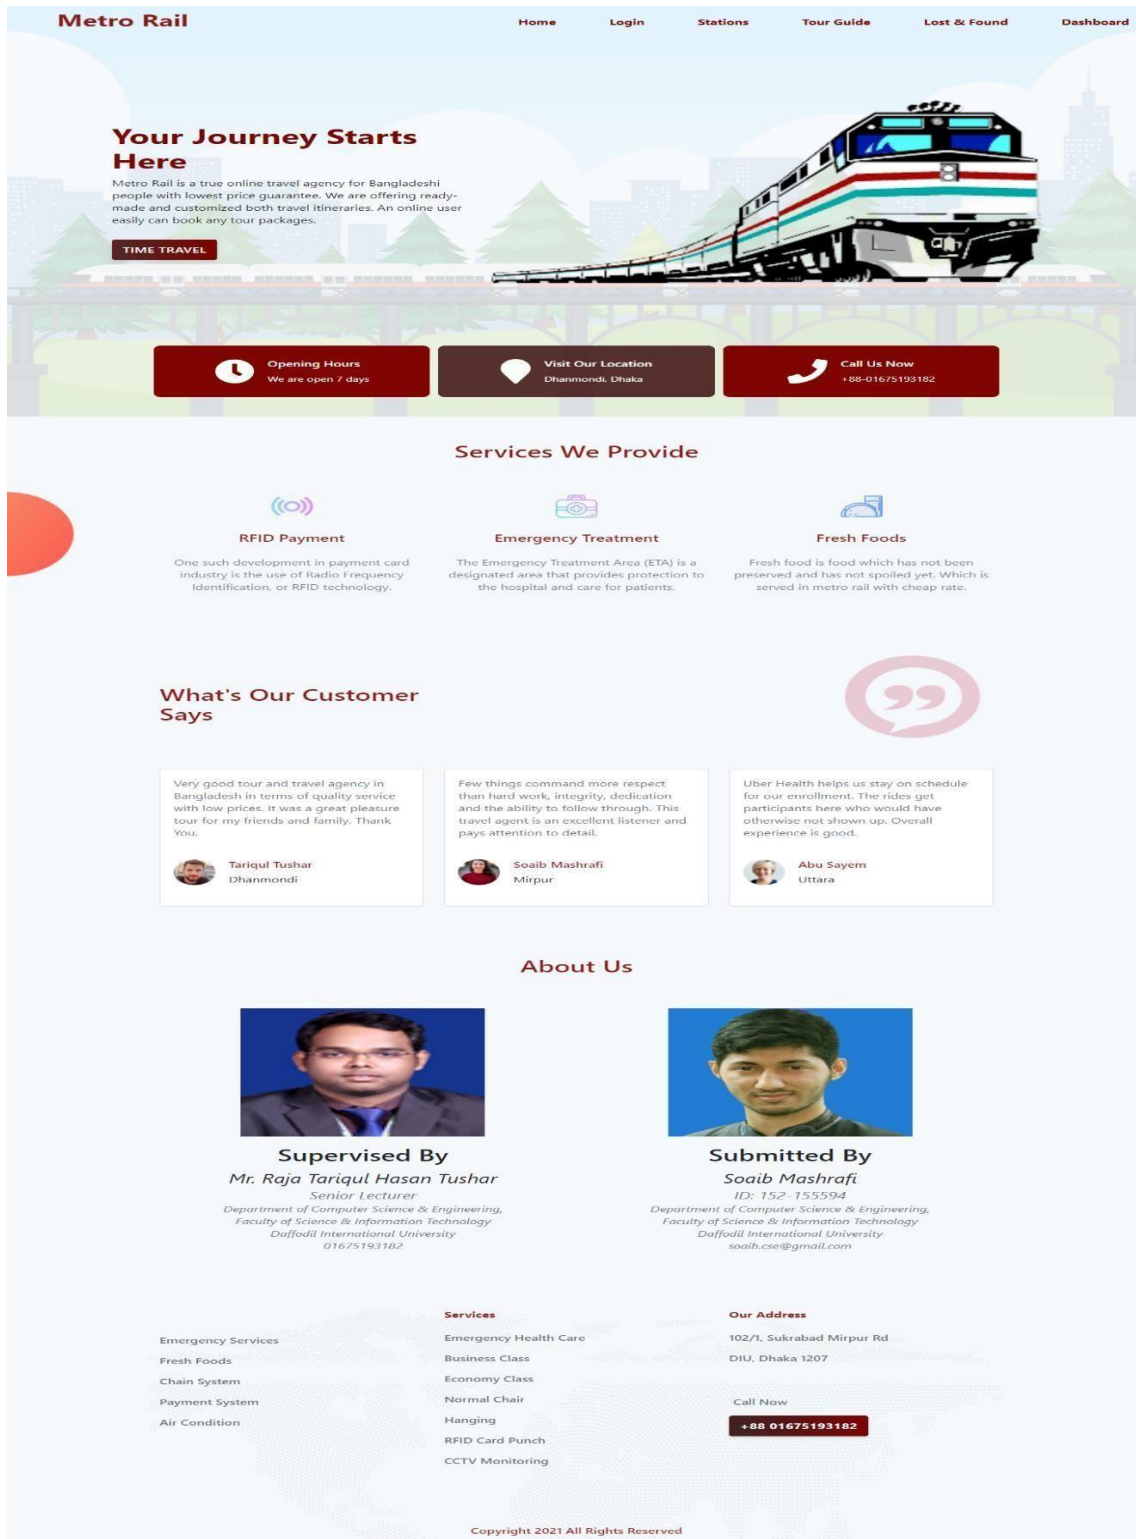 Metro Rail
Home Login Stations Tour Guide Lost & Found Dashboard
Your Journey Starts
Here
Metro Rail is a true online travel agency for Bangladeshi
people with lowest price guarantee. We are offering ready-
made and customized both travel itineraries. An online user
easily can book any tour packages.
TIME TRAVEL
Opening Hours
We are open 7 days
Visit Our Location
Dhanmondi, Dhaka
Call Us Now
+88-01675193182
Services We Provide
RFID Payment
One such development in payment card
industry is the use of Radio Frequency
Identification, or RFID technology.
Emergency Treatment
The Emergency Treatment Area (ETA) is a
designated area that provides protection to
the hospital and care for patients.
Fresh Foods
Fresh food is food which has not been
preserved and has not spoiled yet. Which is
served in metro rail with cheap rate.
What's Our Customer
Says
Very good tour and travel agency in
Bangladesh in terms of quality service
with low prices. It was a great pleasure
tour for my friends and family. Thank
You.
Tariqul Tushar
Dhanmondi
Few things command more respect
than hard work, integrity, dedication
and the ability to follow through. This
travel agent is an excellent listener and
pays attention to detail.
Soaib Mashrafi
Mirpur
Uber Health helps us stay on schedule
for our enrollment. The rides get
participants here who would have
otherwise not shown up. Overall
experience is good.
Abu Sayem
Uttara
About Us
Supervised By
Mr. Raja Tariqul Hasan Tushar
Senior Lecturer
Department of Computer Science & Engineering,
Faculty of Science & Information Technology
Daffodil International University
01675193182
Submitted By
Soaib Mashrafi
ID: 152-155594
Department of Computer Science & Engineering,
Faculty of Science & Information Technology
Daffodil International University
soaib.cse@gmail.com
Emergency Services
Fresh Foods
Chain System
Payment System
Air Condition
Services
Emergency Health Care
Business Class
Economy Class
Normal Chair
Hanging
RFID Card Punch
CCTV Monitoring
Our Address
102/1, Sukrabad Mirpur Rd
DIU, Dhaka 1207
Call Now
+88 01675193182
Copyright 2021 All Rights Reserved